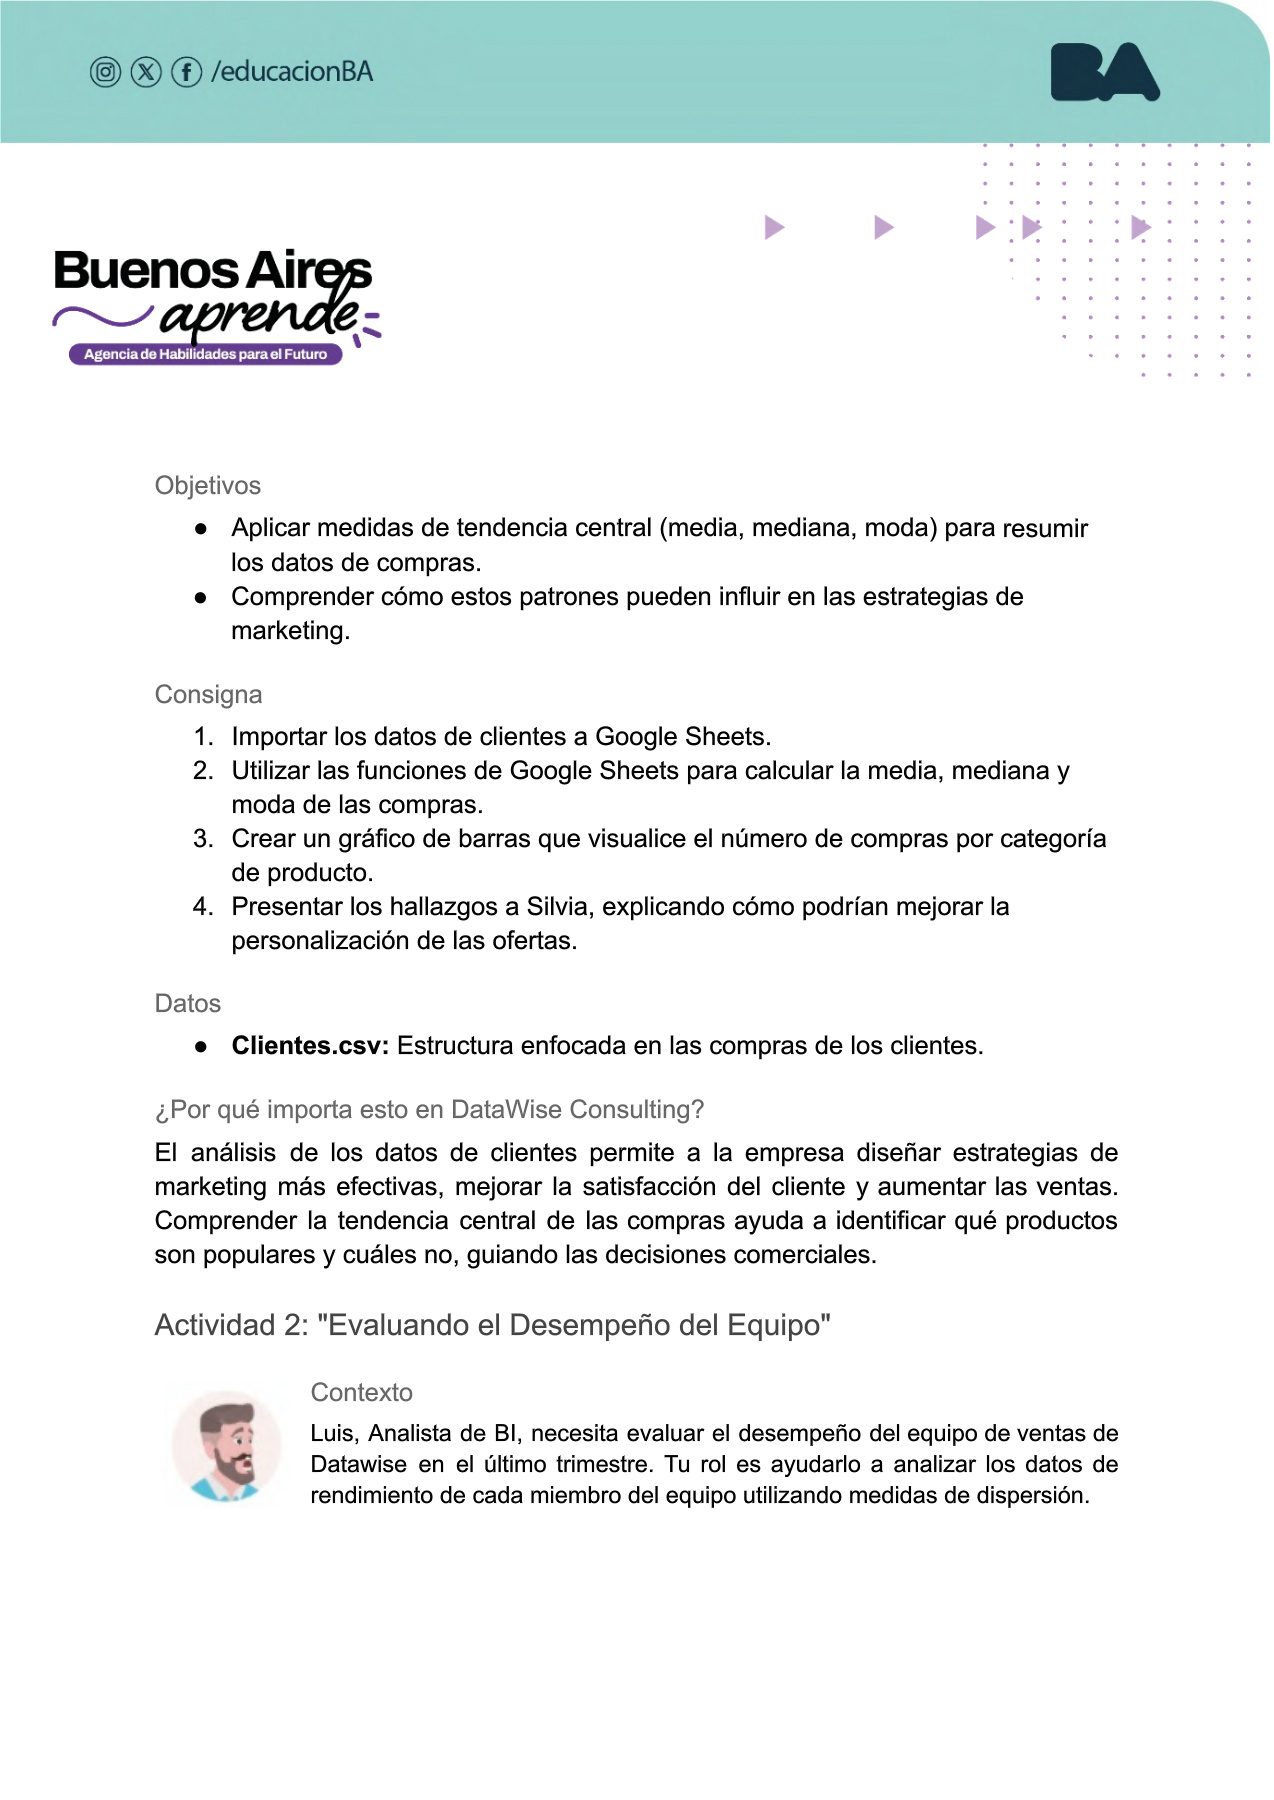 /educacionBA
BA
Buenos Aires
aprende
Agencia de Habilidades para el Futuro
Objetivos
● Aplicar medidas de tendencia central (media, mediana, moda) para resumir
los datos de compras.
● Comprender cómo estos patrones pueden influir en las estrategias de
marketing.
Consigna
1. Importar los datos de clientes a Google Sheets.
2. Utilizar las funciones de Google Sheets para calcular la media, mediana y
moda de las compras.
3. Crear un gráfico de barras que visualice el número de compras por categoría
de producto.
4. Presentar los hallazgos a Silvia, explicando cómo podrían mejorar la
personalización de las ofertas.
Datos
● Clientes.csv: Estructura enfocada en las compras de los clientes.
¿Por qué importa esto en DataWise Consulting?
El análisis de los datos de clientes permite a la empresa diseñar estrategias de
marketing más efectivas, mejorar la satisfacción del cliente y aumentar las ventas.
Comprender la tendencia central de las compras ayuda a identificar qué productos
son populares y cuáles no, guiando las decisiones comerciales.
Actividad 2: "Evaluando el Desempeño del Equipo"
Contexto
Luis, Analista de BI, necesita evaluar el desempeño del equipo de ventas de
Datawise en el último trimestre. Tu rol es ayudarlo a analizar los datos de
rendimiento de cada miembro del equipo utilizando medidas de dispersión.